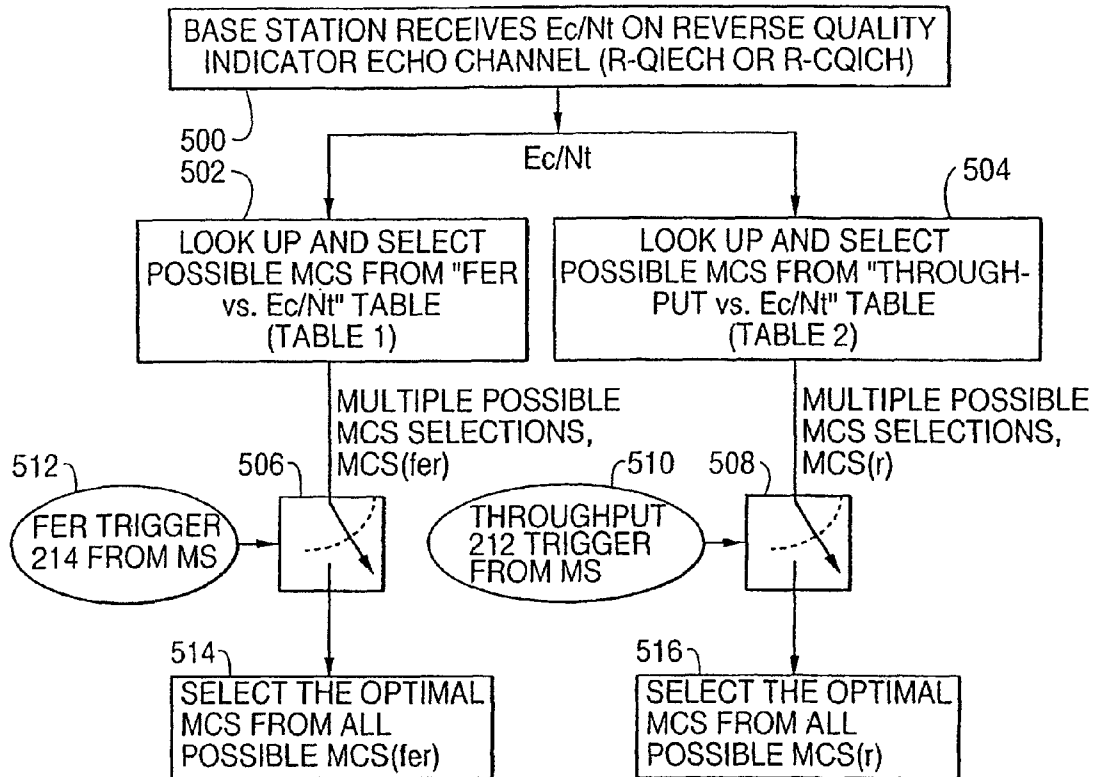 BASE STATION RECEIVES Ec/Nt ON REVERSE QUALITY
INDICATOR ECHO CHANNEL (R-QIECH OR R-CQICH)
500
Ec/Nt
502
504
LOOK UP AND SELECT
POSSIBLE MCS FROM "FER
vs. Ec/Nt" TABLE
(TABLE 1)
LOOK UP AND SELECT
POSSIBLE MCS FROM "THROUGH-
PUT vs. Ec/Nt" TABLE
(TABLE 2)
MULTIPLE POSSIBLE
MCS SELECTIONS,
MCS(fer)
MULTIPLE POSSIBLE
MCS SELECTIONS,
MCS(r)
512
506
510
508
FER TRIGGER
214 FROM MS
THROUGHPUT
212 TRIGGER
FROM MS
514
516
SELECT THE OPTIMAL
MCS FROM ALL
POSSIBLE MCS(fer)
SELECT THE OPTIMAL
MCS FROM ALL
POSSIBLE MCS(r)